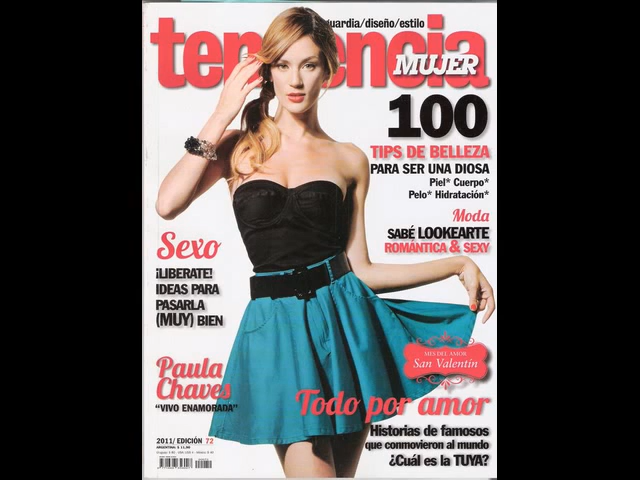 guardia/diseño/estilo
tendencia
MUJER
100
TIPS DE BELLEZA
PARA SER UNA DIOSA
Piel* Cuerpo*
Pelo* Hidratación*
Moda
SABÉ LOOKEARTE
ROMÁNTICA & SEXY
Sexo
¡LIBERATE!
IDEAS PARA
PASARLA
(MUY) BIEN
MES DEL AMOR
San Valentín
Paula
Chaves
"VIVO ENAMORADA"
Todo por amor
Historias de famosos
que conmovieron al mundo
¿Cuál es la TUYA?
2011/ EDICIÓN 72